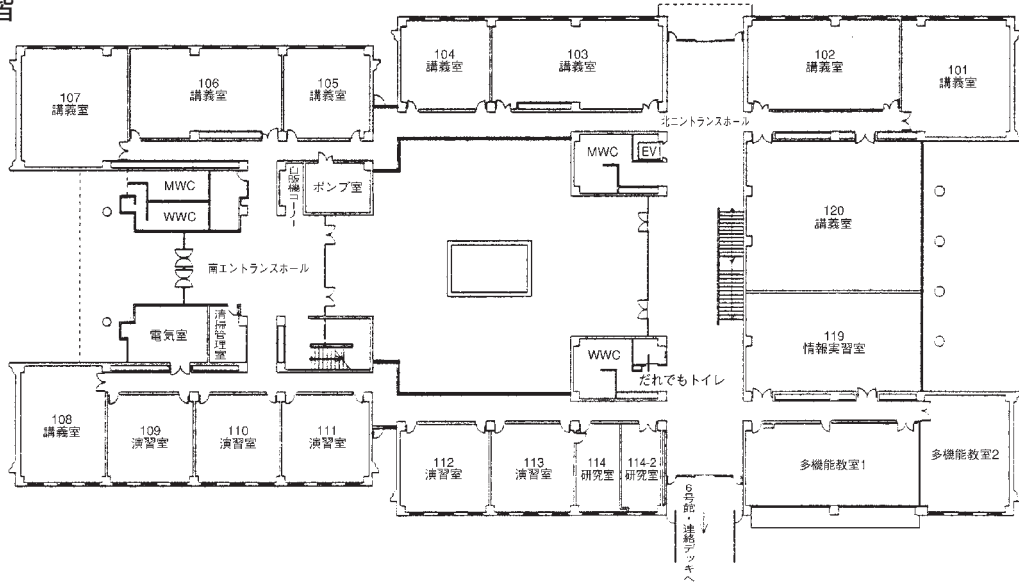 階
104
講義室
103
講義室
102
講義室
101
講義室
107
講義室
106
講義室
105
講義室
北エントランスホール
MWC
EV
MWC
WWC
自販機コーナー
ポンプ室
120
講義室
南エントランスホール
電気室
清掃管理室
WWC
だれでもトイレ
119
情報実習室
108
講義室
109
演習室
110
演習室
111
演習室
112
演習室
113
演習室
114
研究室
114-2
研究室
多機能教室1
多機能教室2
6号館・連絡デッキへ